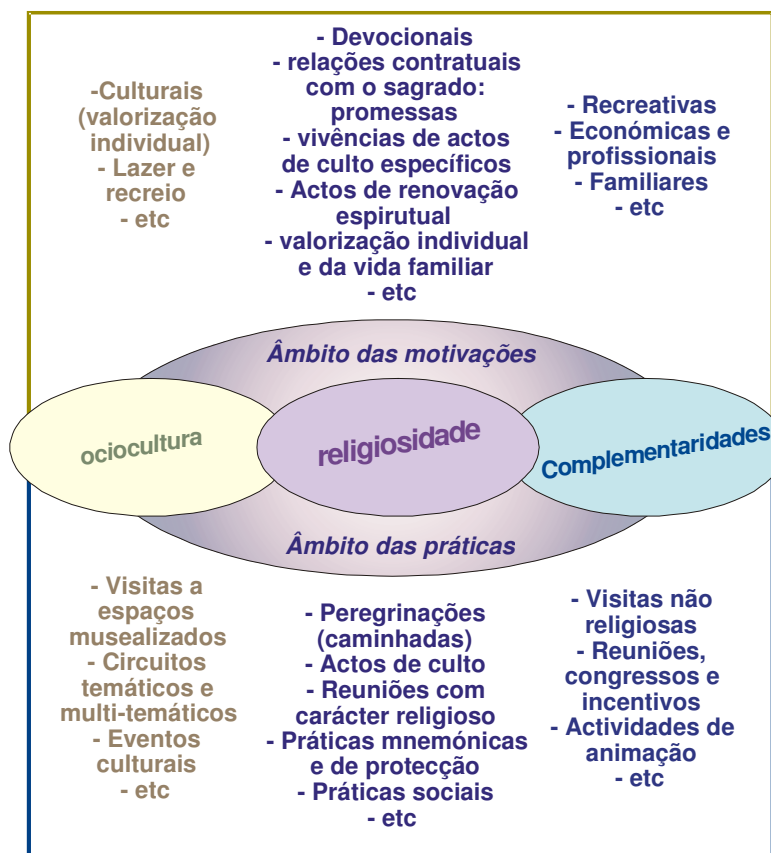 -Culturais
(valorização
individual)
- Lazer e
recreio
- etc
- Devocionais
- relações contratuais
com o sagrado:
promessas
- vivências de actos
de culto específicos
- Actos de renovação
espirutual
- valorização individual
e da vida familiar
- etc
- Recreativas
- Económicas e
profissionais
- Familiares
- etc
Âmbito das motivações
ociocultura
religiosidade
Complementaridades
Âmbito das práticas
- Visitas a
espaços
musealizados
- Circuitos
temáticos e
multi-temáticos
- Eventos
culturais
- etc
- Peregrinações
(caminhadas)
- Actos de culto
- Reuniões com
carácter religioso
- Práticas mnemónicas
e de protecção
- Práticas sociais
- etc
- Visitas não
religiosas
- Reuniões,
congressos e
incentivos
- Actividades de
animação
- etc